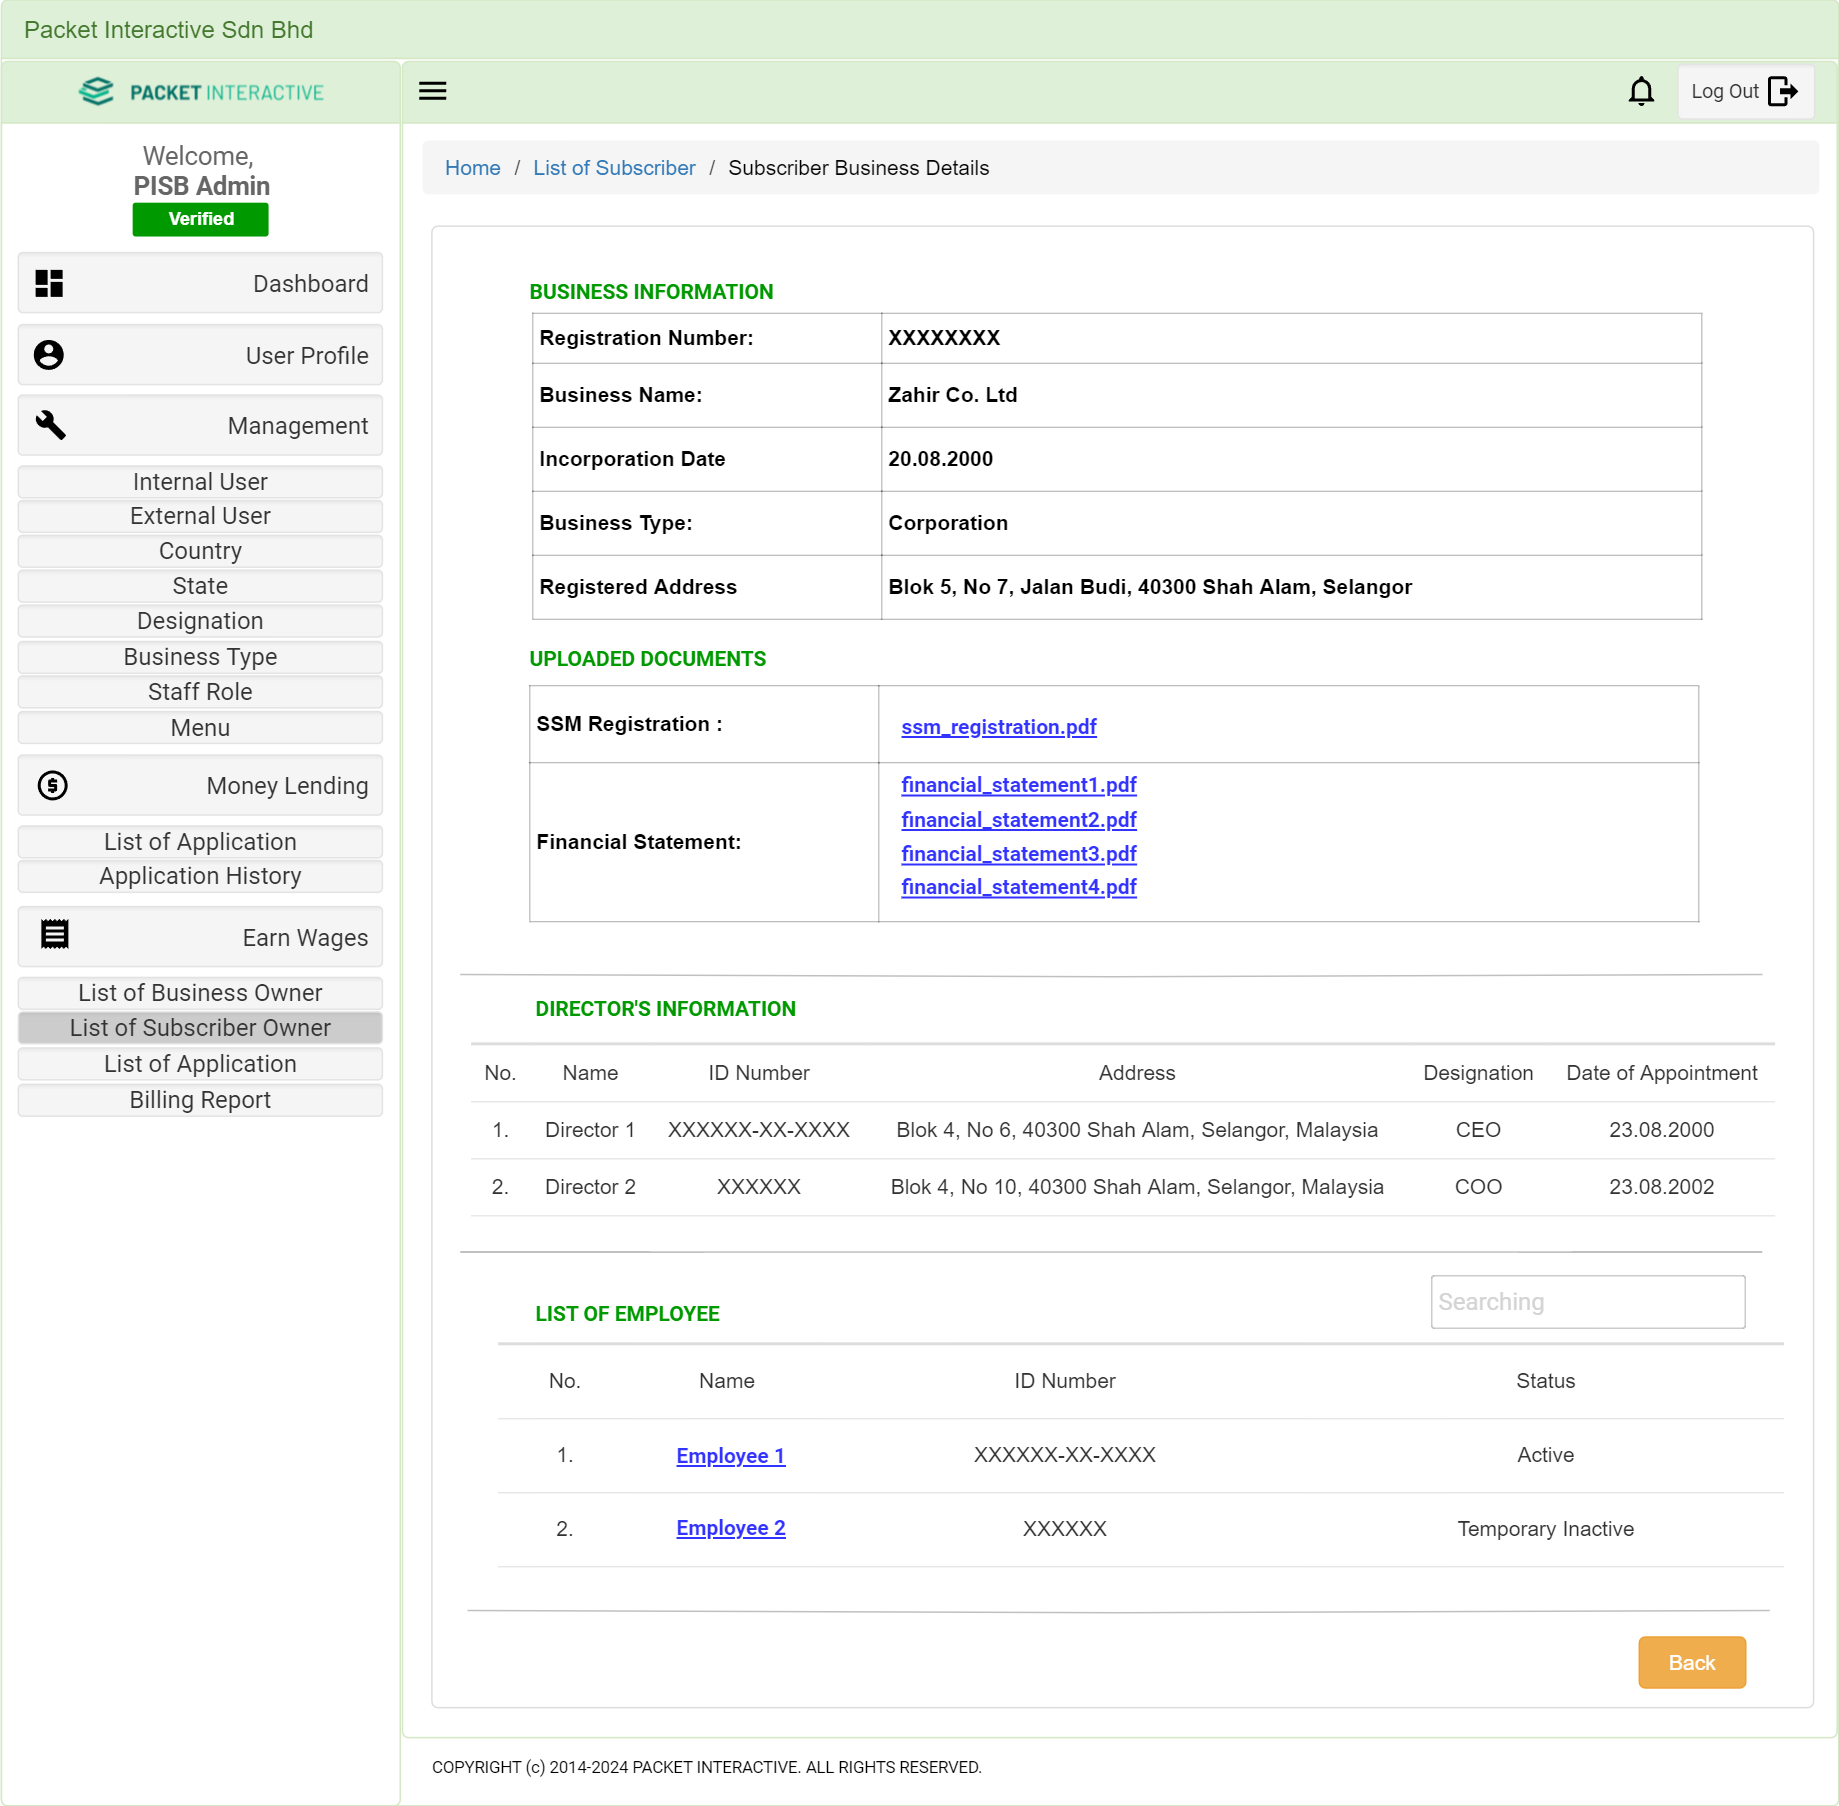 Packet Interactive Sdn Bhd
PACKET INTERACTIVE
Log Out
Welcome,
PISB Admin
Verified
Dashboard
User Profile
Management
Internal User
External User
Country
State
Designation
Business Type
Staff Role
Menu
Money Lending
List of Application
Application History
Earn Wages
List of Business Owner
List of Subscriber Owner
List of Application
Billing Report
Home / List of Subscriber / Subscriber Business Details
BUSINESS INFORMATION
Registration Number: XXXXXXXX
Business Name: Zahir Co. Ltd
Incorporation Date 20.08.2000
Business Type: Corporation
Registered Address Blok 5, No 7, Jalan Budi, 40300 Shah Alam, Selangor
UPLOADED DOCUMENTS
SSM Registration : ssm_registration.pdf
Financial Statement:
financial_statement1.pdf
financial_statement2.pdf
financial_statement3.pdf
financial_statement4.pdf
DIRECTOR'S INFORMATION
No. Name ID Number Address Designation Date of Appointment
1. Director 1 XXXXXX-XX-XXXX Blok 4, No 6, 40300 Shah Alam, Selangor, Malaysia CEO 23.08.2000
2. Director 2 XXXXXX Blok 4, No 10, 40300 Shah Alam, Selangor, Malaysia COO 23.08.2002
Searching
LIST OF EMPLOYEE
No. Name ID Number Status
1. Employee 1 XXXXXX-XX-XXXX Active
2. Employee 2 XXXXXX Temporary Inactive
Back
COPYRIGHT (c) 2014-2024 PACKET INTERACTIVE. ALL RIGHTS RESERVED.